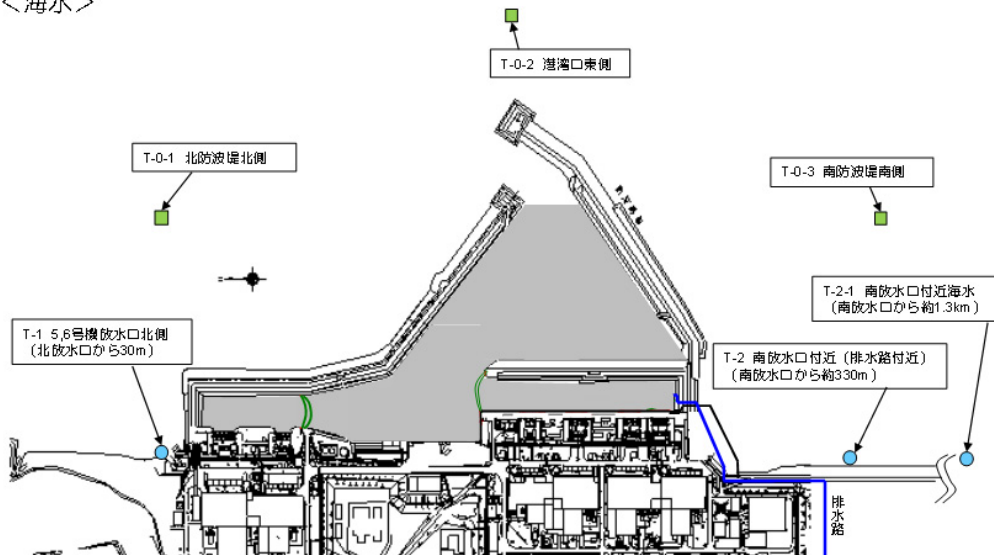 ＜海水＞
T-0-2 港湾口東側
T-0-1 北防波堤北側
T-0-3 南防波堤南側
T-2-1 南放水口付近海水
（南放水口から約1.3km）
T-1 5,6号機放水口北側
（北放水口から30m）
T-2 南放水口付近（排水路付近）
（南放水口から約330m）
排水路